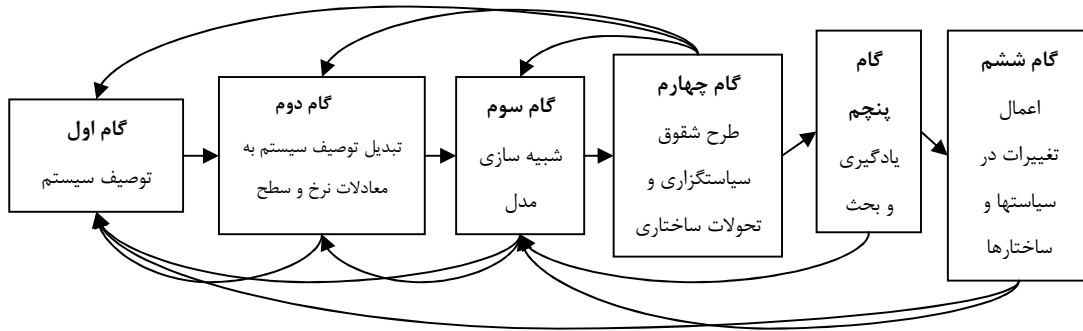 گام اول
توصیف سیستم
گام دوم
تبدیل توصیف سیستم به
معادلات نرخ و سطح
گام سوم
شبیه سازی
مدل
گام چهارم
طرح شقوق
سیاستگزاری و
تحولات ساختاری
گام
پنجم
یادگیری
و بحث
گام ششم
اعمال
تغییرات در
سیاستها و
ساختارها